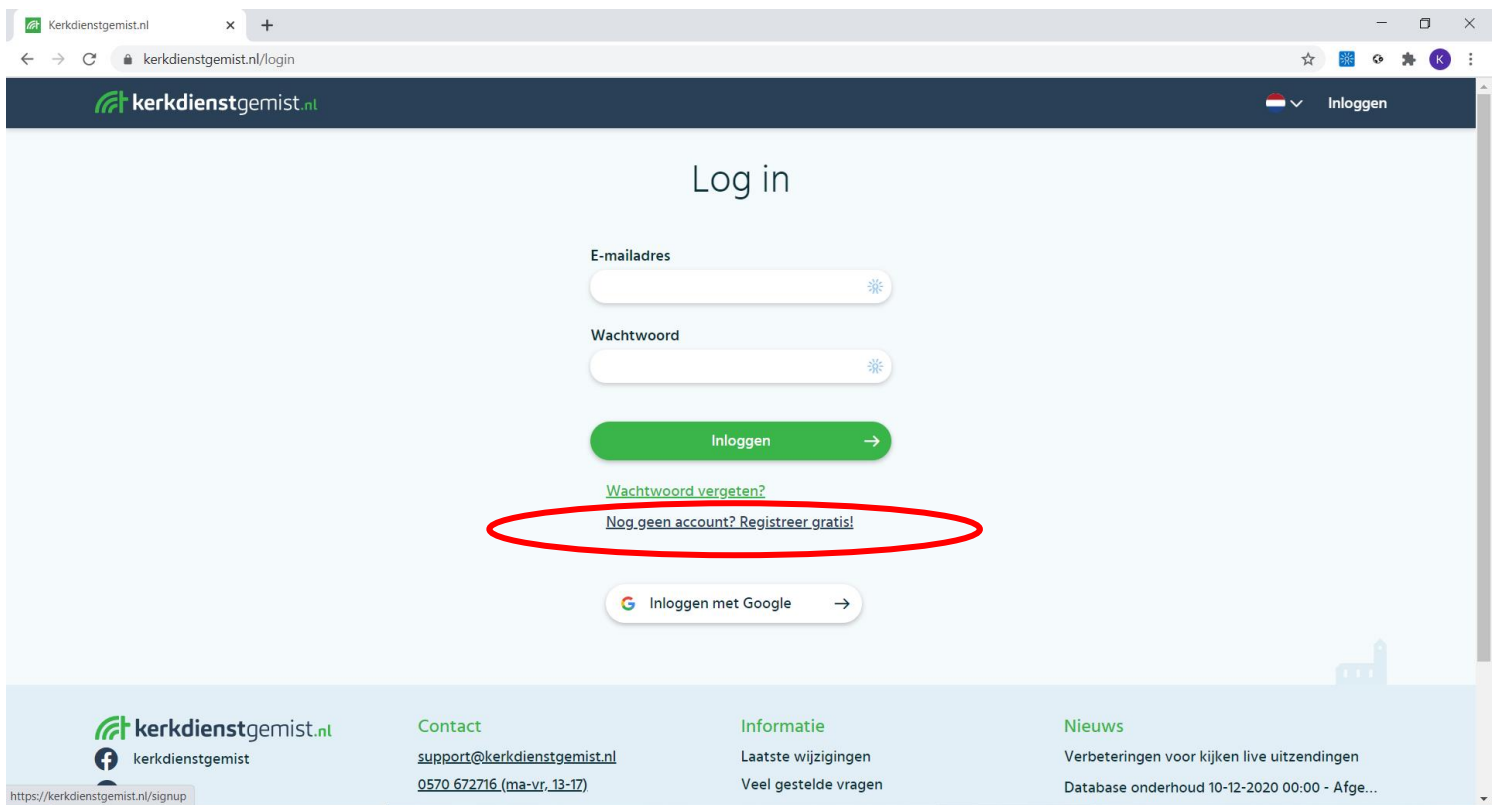 Kerkdienstgemist.nl
kerkdienstgemist.nl/login
K
kerkdienstgemist.nl
Inloggen
Log in
E-mailadres
Wachtwoord
Inloggen
Wachtwoord vergeten?
Nog geen account? Registreer gratis!
G Inloggen met Google
kerkdienstgemist.nl
kerkdienstgemist
Contact
support@kerkdienstgemist.nl
0570 672716 (ma-vr, 13-17)
Informatie
Laatste wijzigingen
Veel gestelde vragen
Nieuws
Verbeteringen voor kijken live uitzendingen
Database onderhoud 10-12-2020 00:00 - Afge...
https://kerkdienstgemist.nl/signup